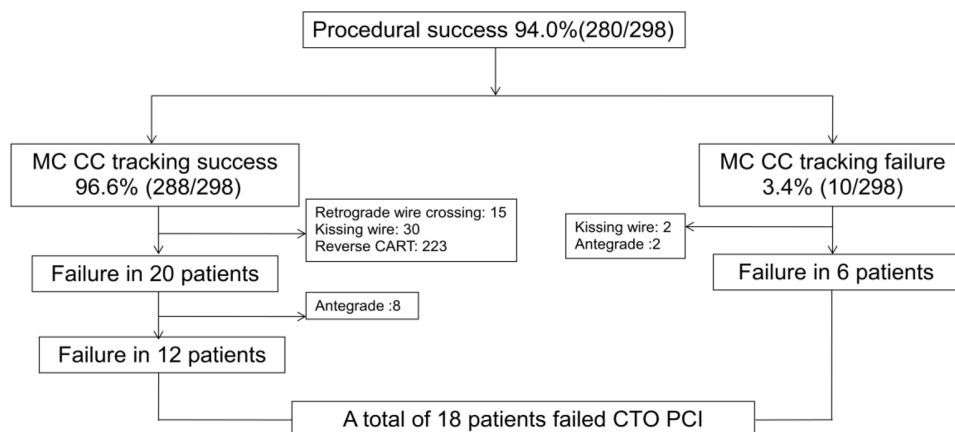 Procedural success 94.0%(280/298)
MC CC tracking success
96.6% (288/298)
MC CC tracking failure
3.4% (10/298)
Retrograde wire crossing: 15
Kissing wire: 30
Reverse CART: 223
Kissing wire: 2
Antegrade :2
Failure in 20 patients
Failure in 6 patients
Antegrade :8
Failure in 12 patients
A total of 18 patients failed CTO PCI